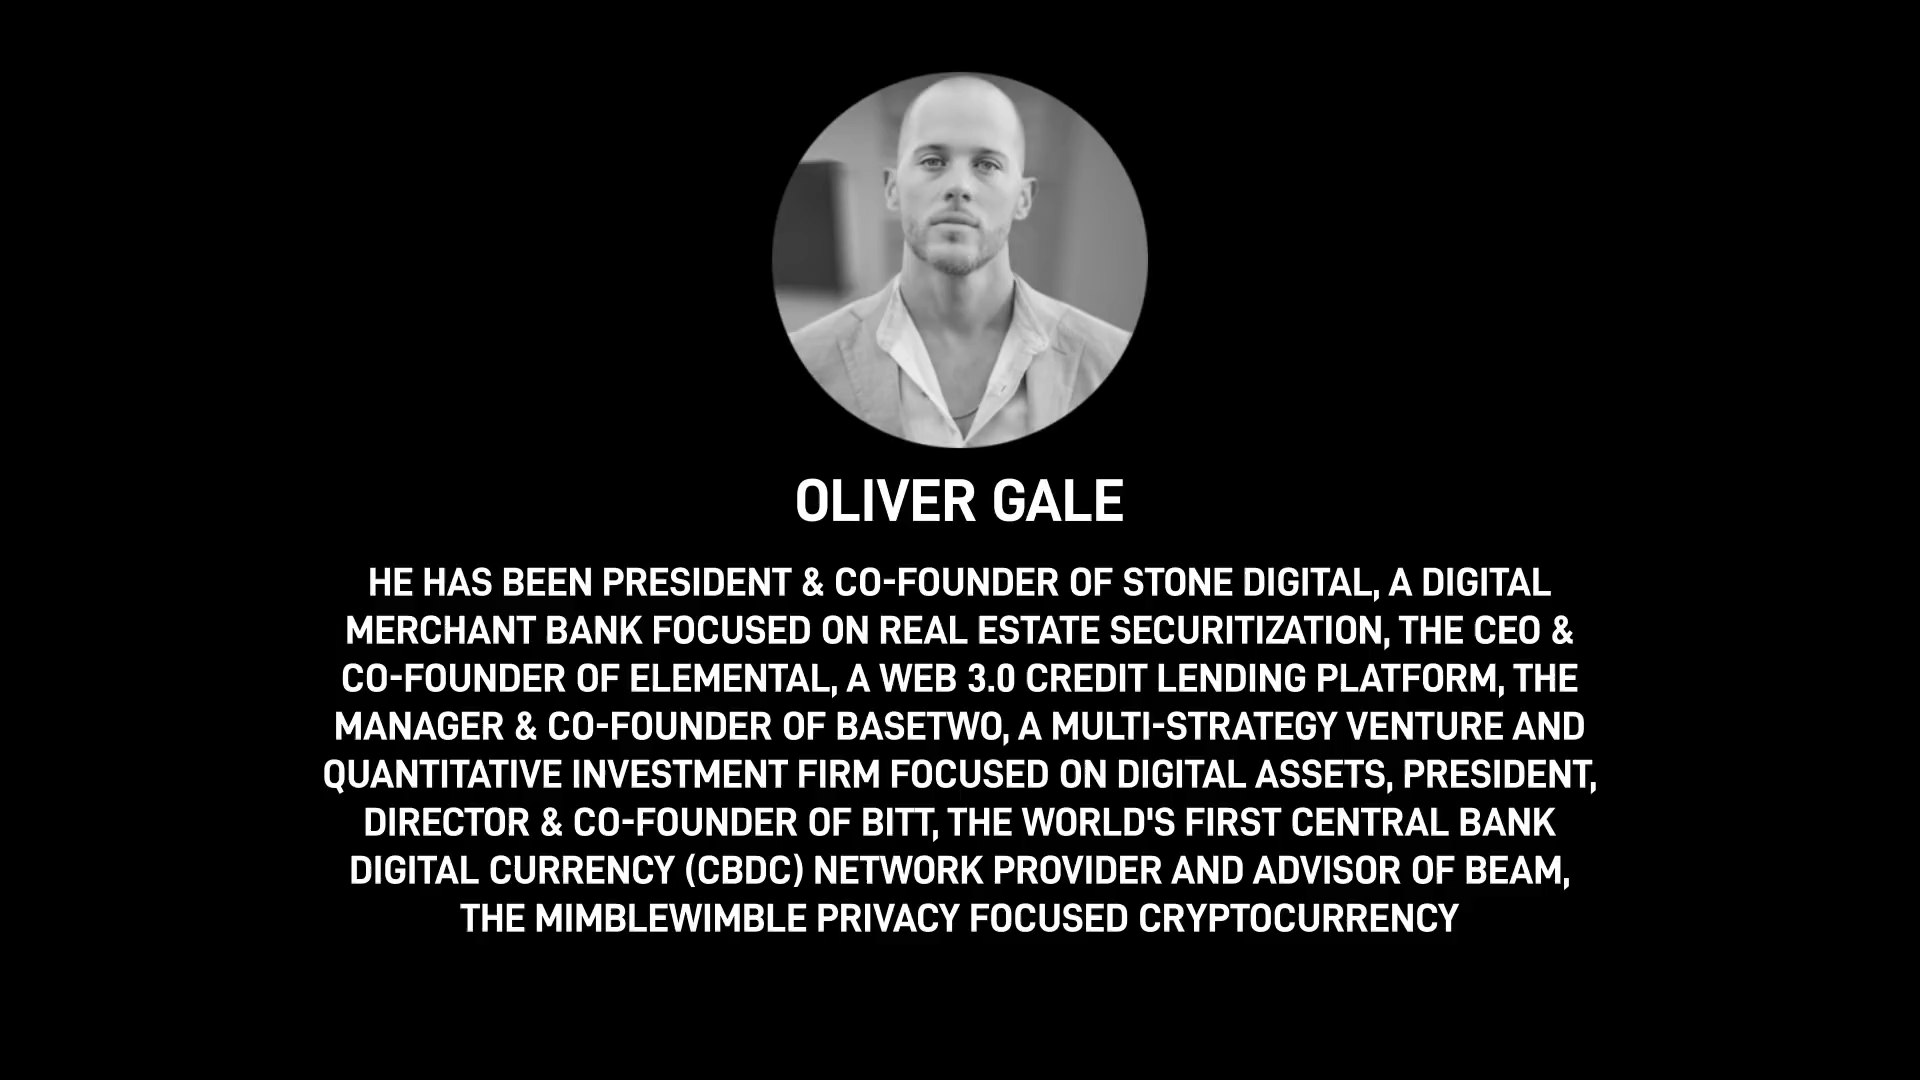 OLIVER GALE
HE HAS BEEN PRESIDENT & CO-FOUNDER OF STONE DIGITAL, A DIGITAL
MERCHANT BANK FOCUSED ON REAL ESTATE SECURITIZATION, THE CEO &
CO-FOUNDER OF ELEMENTAL, A WEB 3.0 CREDIT LENDING PLATFORM, THE
MANAGER & CO-FOUNDER OF BASETWO, A MULTI-STRATEGY VENTURE AND
QUANTITATIVE INVESTMENT FIRM FOCUSED ON DIGITAL ASSETS, PRESIDENT,
DIRECTOR & CO-FOUNDER OF BITT, THE WORLD'S FIRST CENTRAL BANK
DIGITAL CURRENCY (CBDC) NETWORK PROVIDER AND ADVISOR OF BEAM,
THE MIMBLEWIMBLE PRIVACY FOCUSED CRYPTOCURRENCY